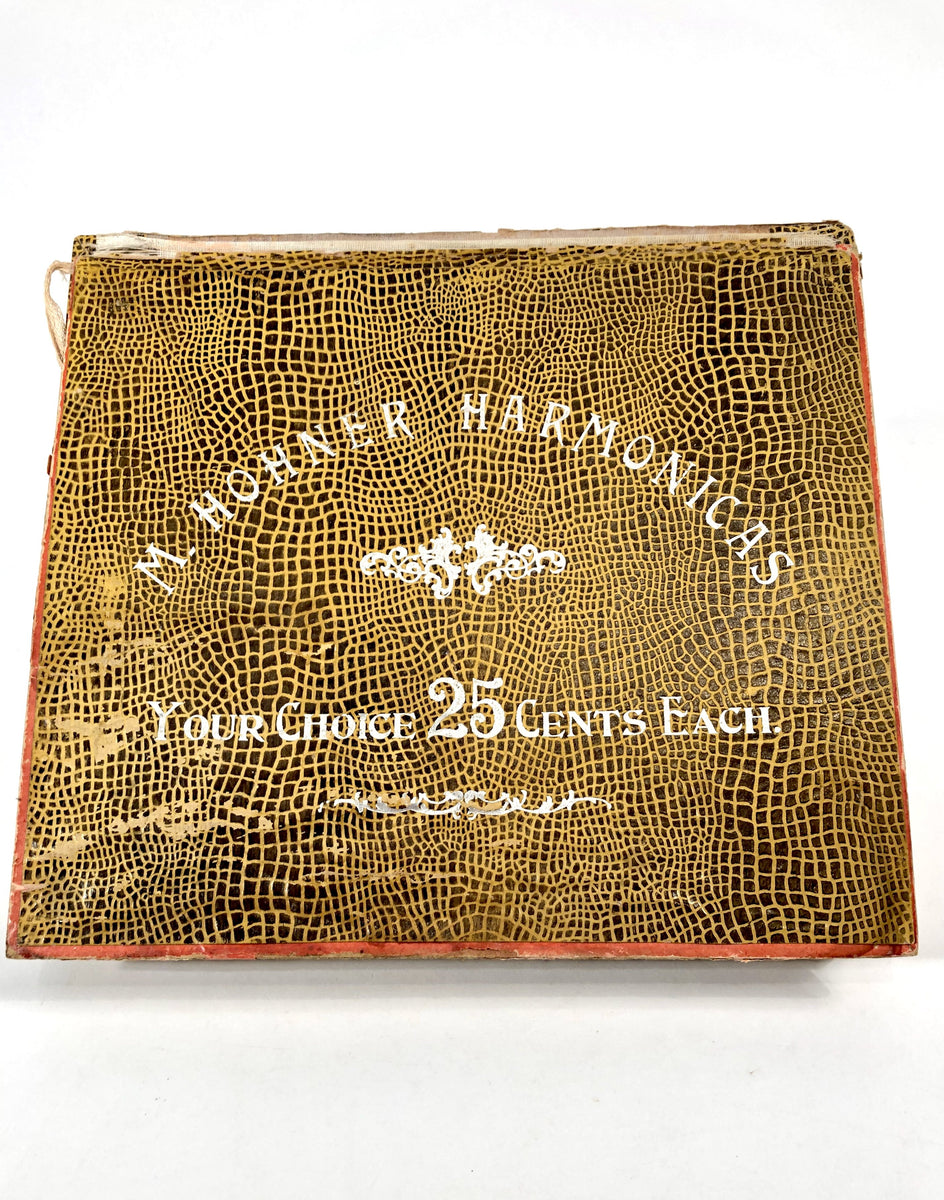 M. HOHNER HARMONICAS
YOUR CHOICE 25 CENTS EACH.